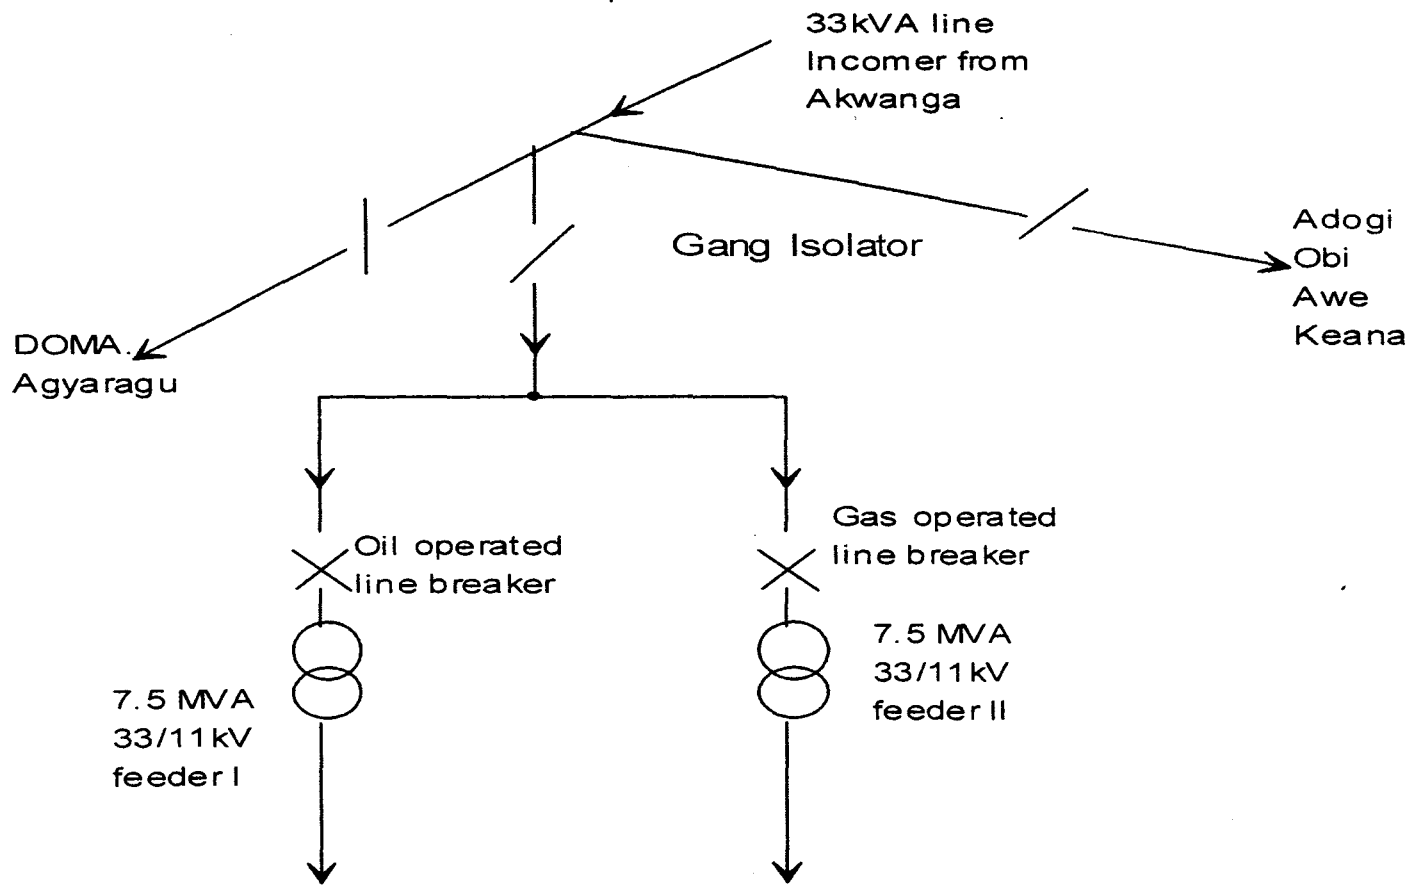 33kVA line
Incomer from
Akwanga
Gang Isolator
Adogi
Obi
Awe
Keana
DOMA.
Agyaragu
Oil operated
line breaker
Gas operated
line breaker
7.5 MVA
33/11kV
feeder I
7.5 MVA
33/11kV
feeder II